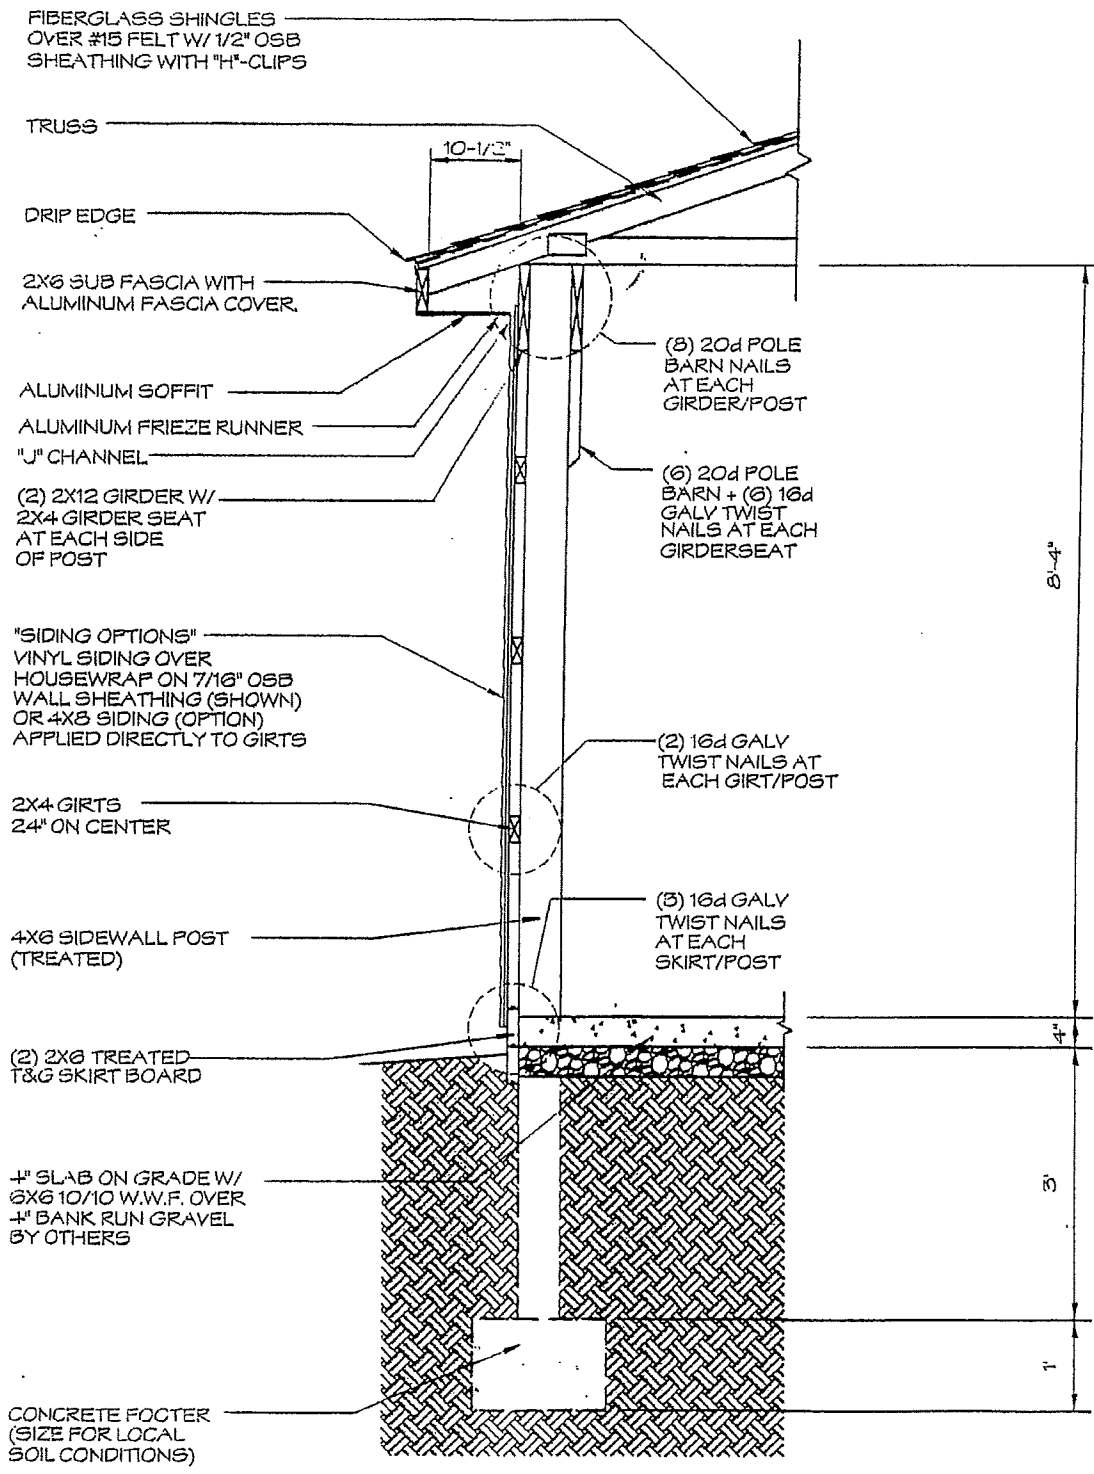 FIBERGLASS SHINGLES
OVER #15 FELT W/ 1/2" OSB
SHEATHING WITH "H"-CLIPS
TRUSS
10-1/2"
DRIP EDGE
2X6 SUB FASCIA WITH
ALUMINUM FASCIA COVER
ALUMINUM SOFFIT
ALUMINUM FRIEZE RUNNER
"J" CHANNEL
(2) 2X12 GIRDER W/
2X4 GIRDER SEAT
AT EACH SIDE
OF POST
(8) 20d POLE
BARN NAILS
AT EACH
GIRDER/POST
(6) 20d POLE
BARN + (6) 16d
GALV TWIST
NAILS AT EACH
GIRDERSEAT
8'-4"
"SIDING OPTIONS"
VINYL SIDING OVER
HOUSEWRAP ON 7/16" OSB
WALL SHEATHING (SHOWN)
OR 4X8 SIDING (OPTION)
APPLIED DIRECTLY TO GIRTS
(2) 16d GALV
TWIST NAILS AT
EACH GIRT/POST
2X4 GIRTS
24" ON CENTER
(3) 16d GALV
TWIST NAILS
AT EACH
SKIRT/POST
4X6 SIDEWALL POST
(TREATED)
4"
(2) 2X6 TREATED
T&G SKIRT BOARD
4" SLAB ON GRADE W/
6X6 10/10 W.W.F. OVER
4" BANK RUN GRAVEL
BY OTHERS
3'
1'
CONCRETE FOOTER
(SIZE FOR LOCAL
SOIL CONDITIONS)